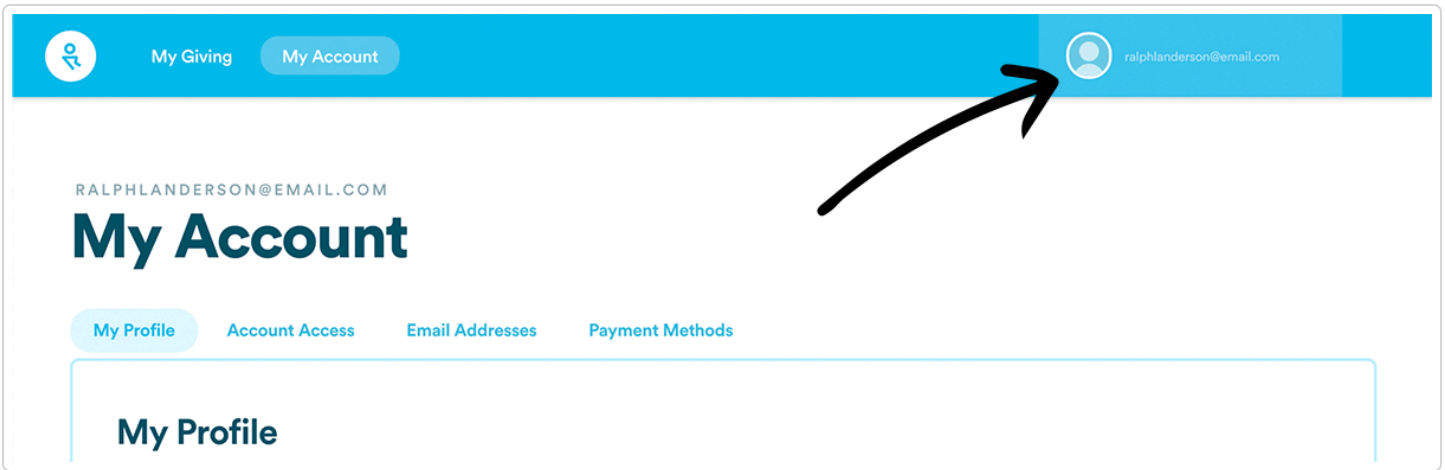 My Giving My Account ralphlanderson@email.com
RALPHLANDERSON@EMAIL.COM
My Account
My Profile Account Access Email Addresses Payment Methods
My Profile